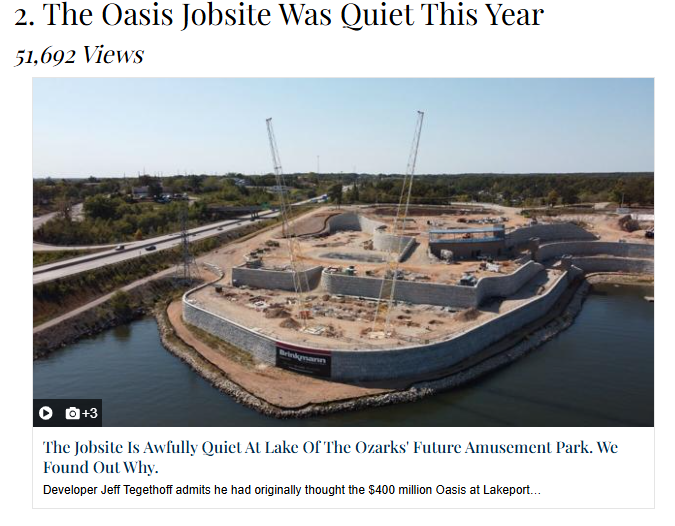 2. The Oasis Jobsite Was Quiet This Year
51,692 Views
Brinkmann
+3
The Jobsite Is Awfully Quiet At Lake Of The Ozarks' Future Amusement Park. We
Found Out Why.
Developer Jeff Tegethoff admits he had originally thought the $400 million Oasis at Lakeport...